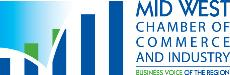 MID WEST
CHAMBER OF
COMMERCE
AND INDUSTRY
BUSINESS VOICE OF THE REGION